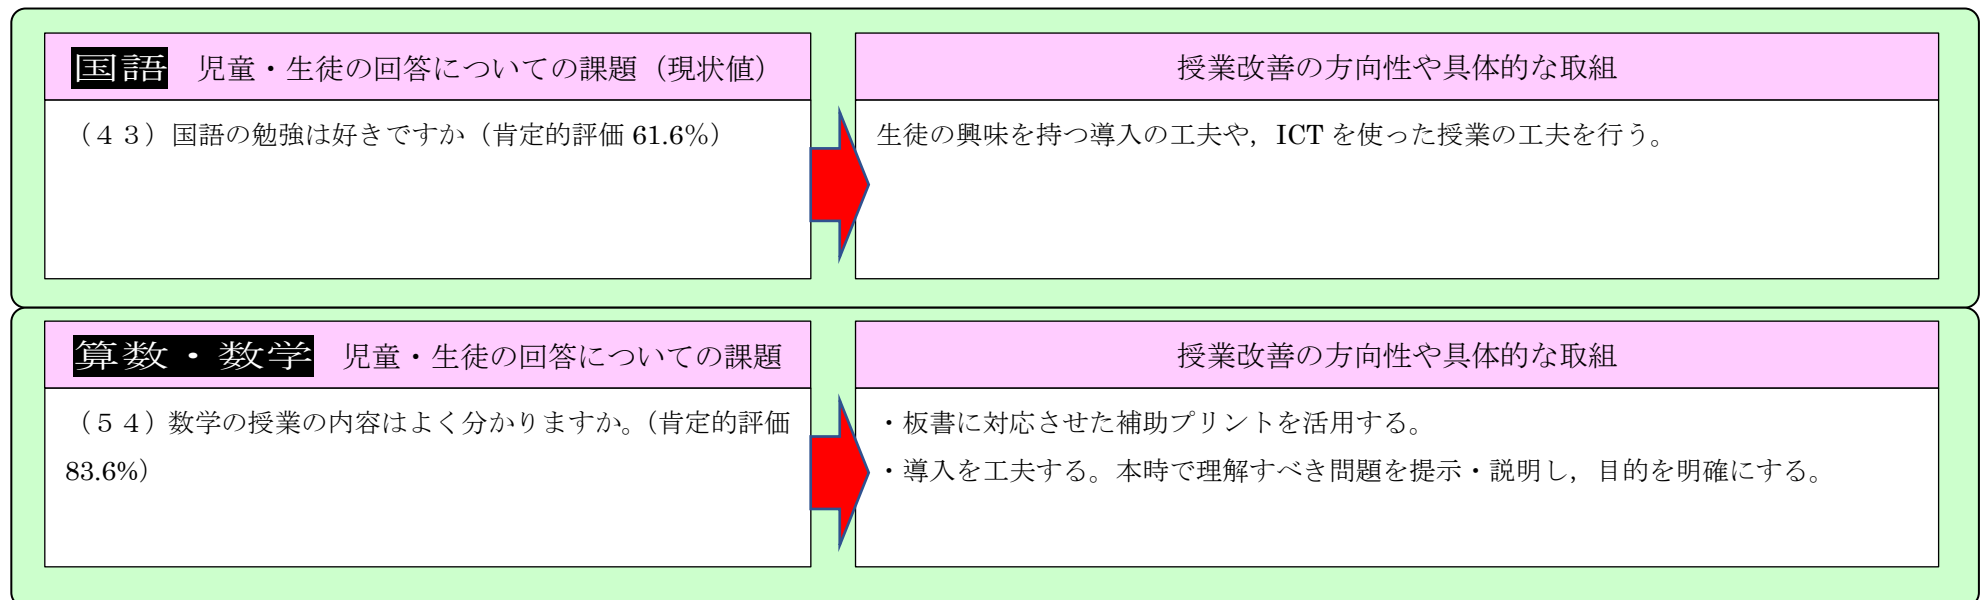 国語 児童・生徒の回答についての課題（現状値）
授業改善の方向性や具体的な取組
（４３）国語の勉強は好きですか（肯定的評価 61.6％）
生徒の興味を持つ導入の工夫や，ICT を使った授業の工夫を行う。
算数・数学 児童・生徒の回答についての課題
授業改善の方向性や具体的な取組
（５４）数学の授業の内容はよく分かりますか。（肯定的評価
83.6%）
・板書に対応させた補助プリントを活用する。
・導入を工夫する。本時で理解すべき問題を提示・説明し，目的を明確にする。